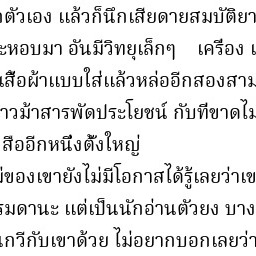 ตัวเอง แล้วก็นึกเสียดายสมบัติยา
ะหอบมา อันมีวิทยุเล็กๆ เครื่อง
เสื้อผ้าแบบใส่แล้วหล่ออีกสองสาม
าวม้าสารพัดประโยชน์ กับที่ขาดไม่
สืออีกหนึ่งตั้งใหญ่
ของเขายังไม่มีโอกาสได้รู้เลยว่าเข
รมดานะ แต่เป็นนักอ่านตัวยง บาง
นกวีกับเขาด้วย ไม่อยากบอกเลยว่า